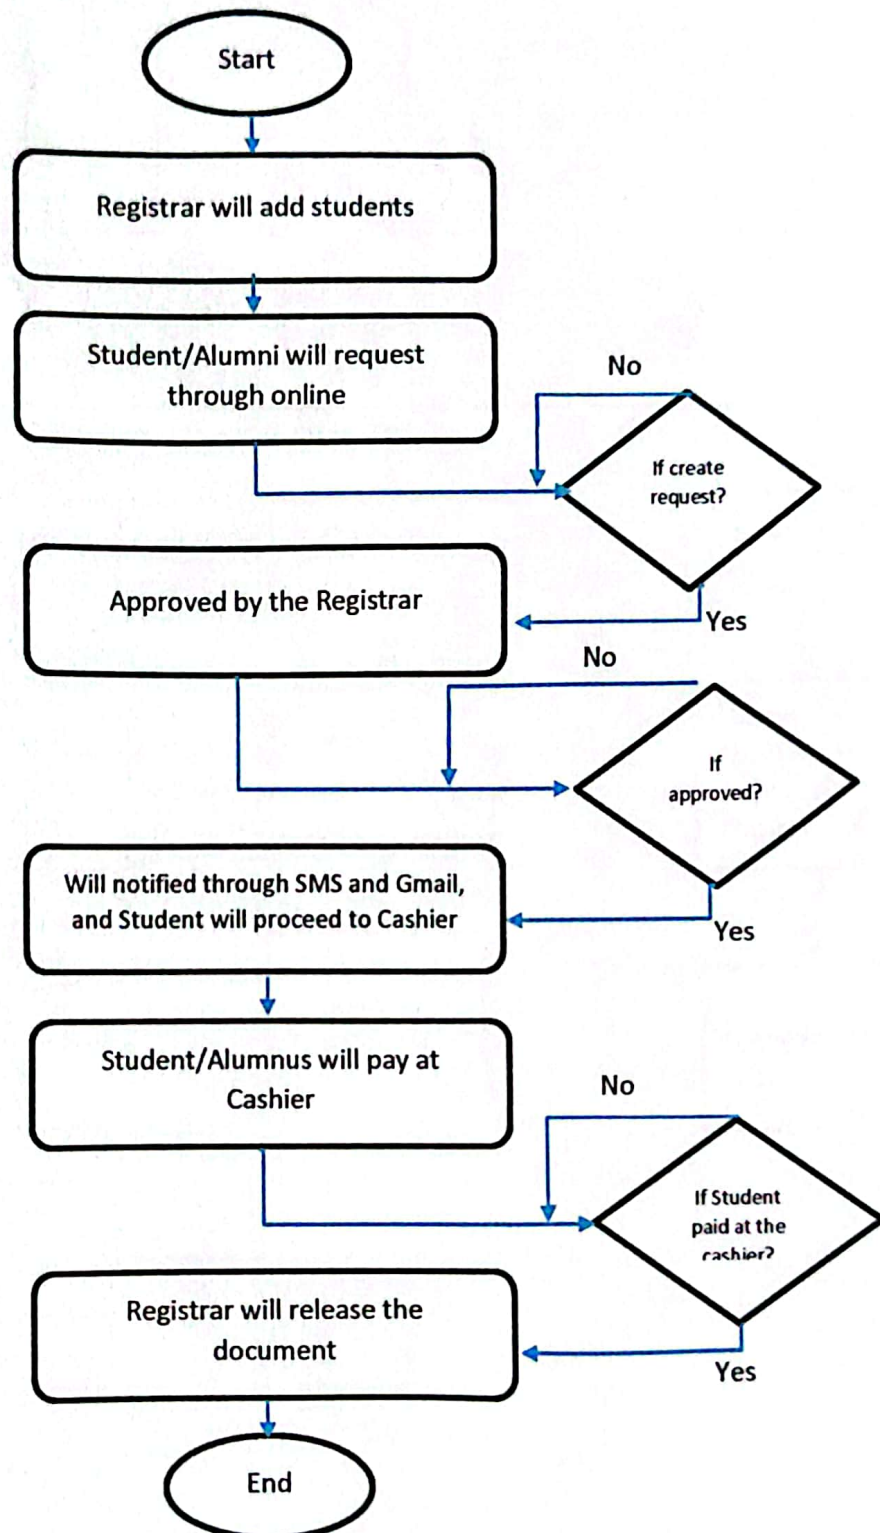 Start
Registrar will add students
Student/Alumni will request
through online
No
If create
request?
Approved by the Registrar
Yes
No
If
approved?
Will notified through SMS and Gmail,
and Student will proceed to Cashier
Yes
Student/Alumnus will pay at
Cashier
No
If Student
paid at the
cashier?
Registrar will release the
document
Yes
End